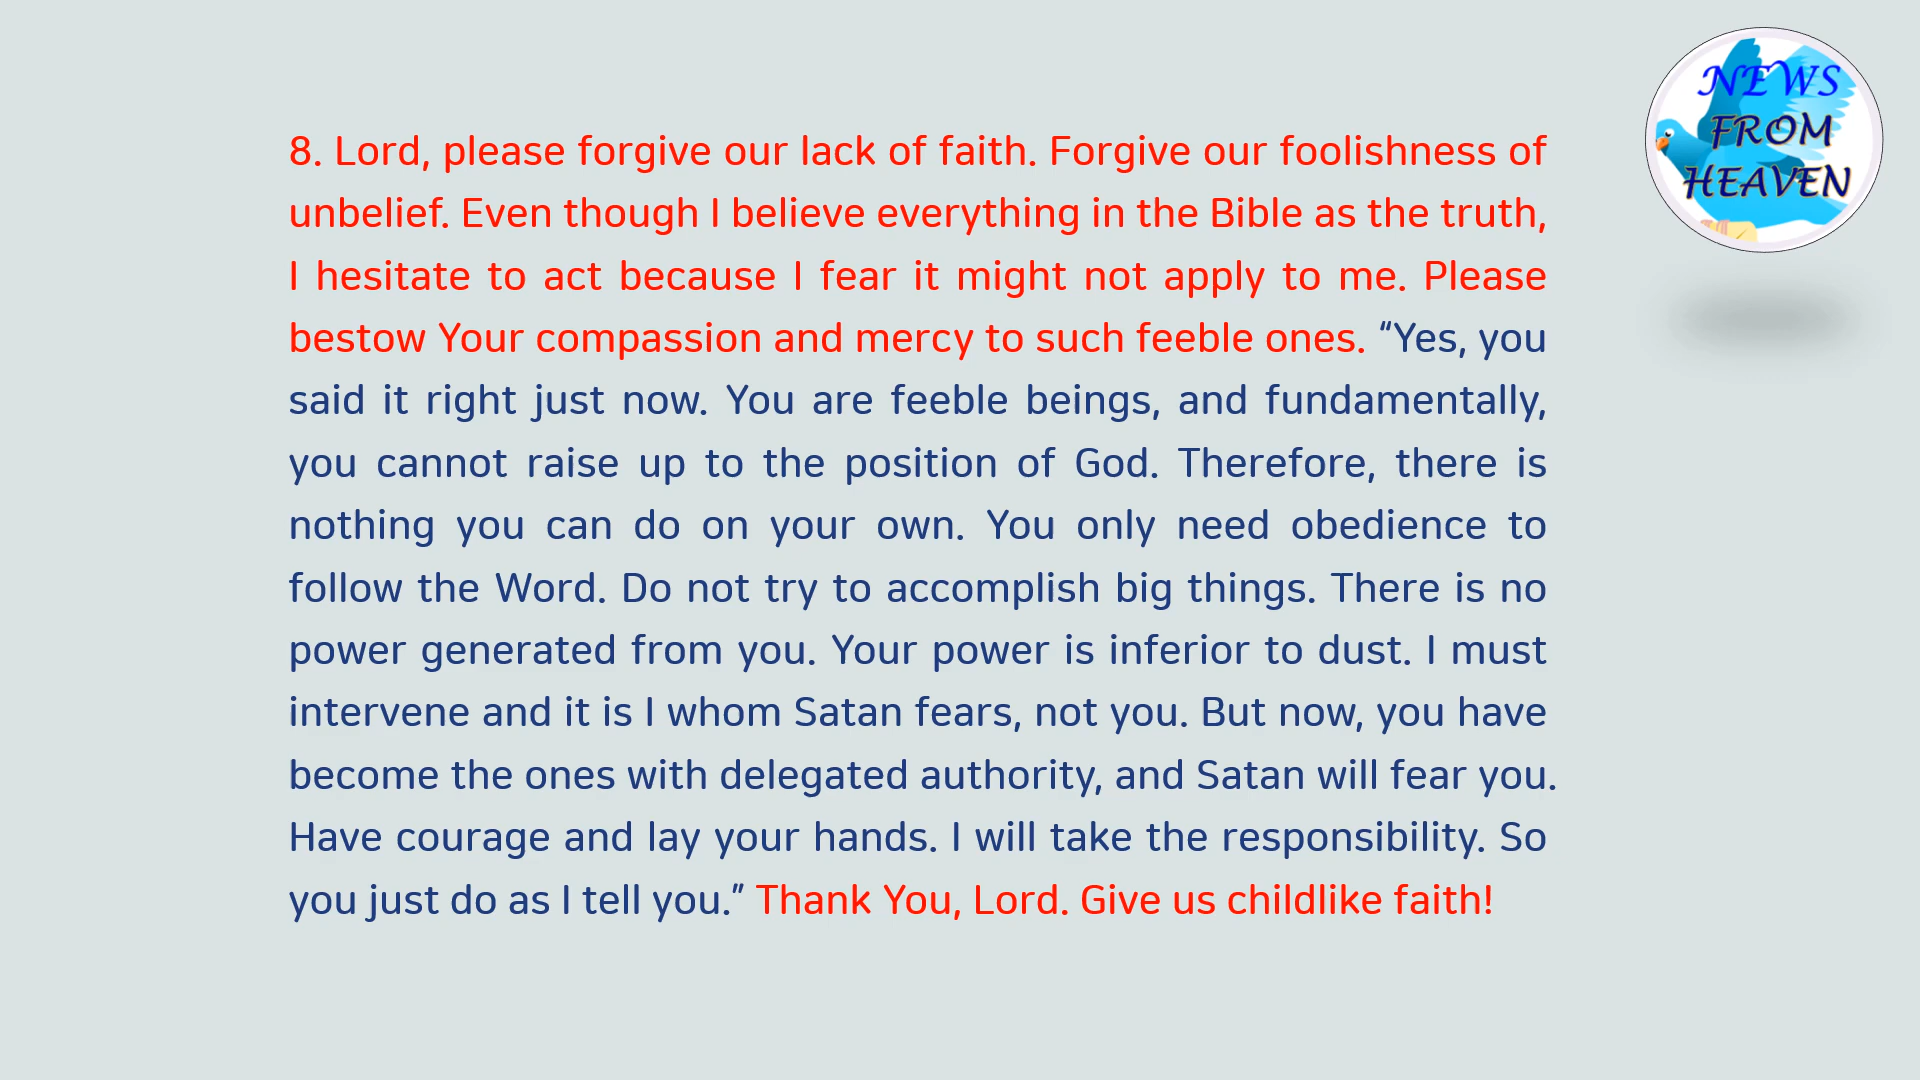 8. Lord, please forgive our lack of faith. Forgive our foolishness of
unbelief. Even though I believe everything in the Bible as the truth,
I hesitate to act because I fear it might not apply to me. Please
bestow Your compassion and mercy to such feeble ones. “Yes, you
said it right just now. You are feeble beings, and fundamentally,
you cannot raise up to the position of God. Therefore, there is
nothing you can do on your own. You only need obedience to
follow the Word. Do not try to accomplish big things. There is no
power generated from you. Your power is inferior to dust. I must
intervene and it is I whom Satan fears, not you. But now, you have
become the ones with delegated authority, and Satan will fear you.
Have courage and lay your hands. I will take the responsibility. So
you just do as I tell you.” Thank You, Lord. Give us childlike faith!
NEWS
FROM
HEAVEN